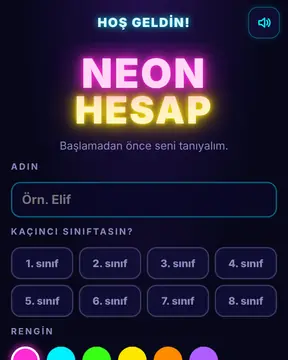 HOŞ GELDİN!
NEON
HESAP
Başlamadan önce seni tanıyalım.
ADIN
Örn. Elif
KAÇINCI SINIFTASIN?
1. sınıf 2. sınıf 3. sınıf 4. sınıf
5. sınıf 6. sınıf 7. sınıf 8. sınıf
RENGİN